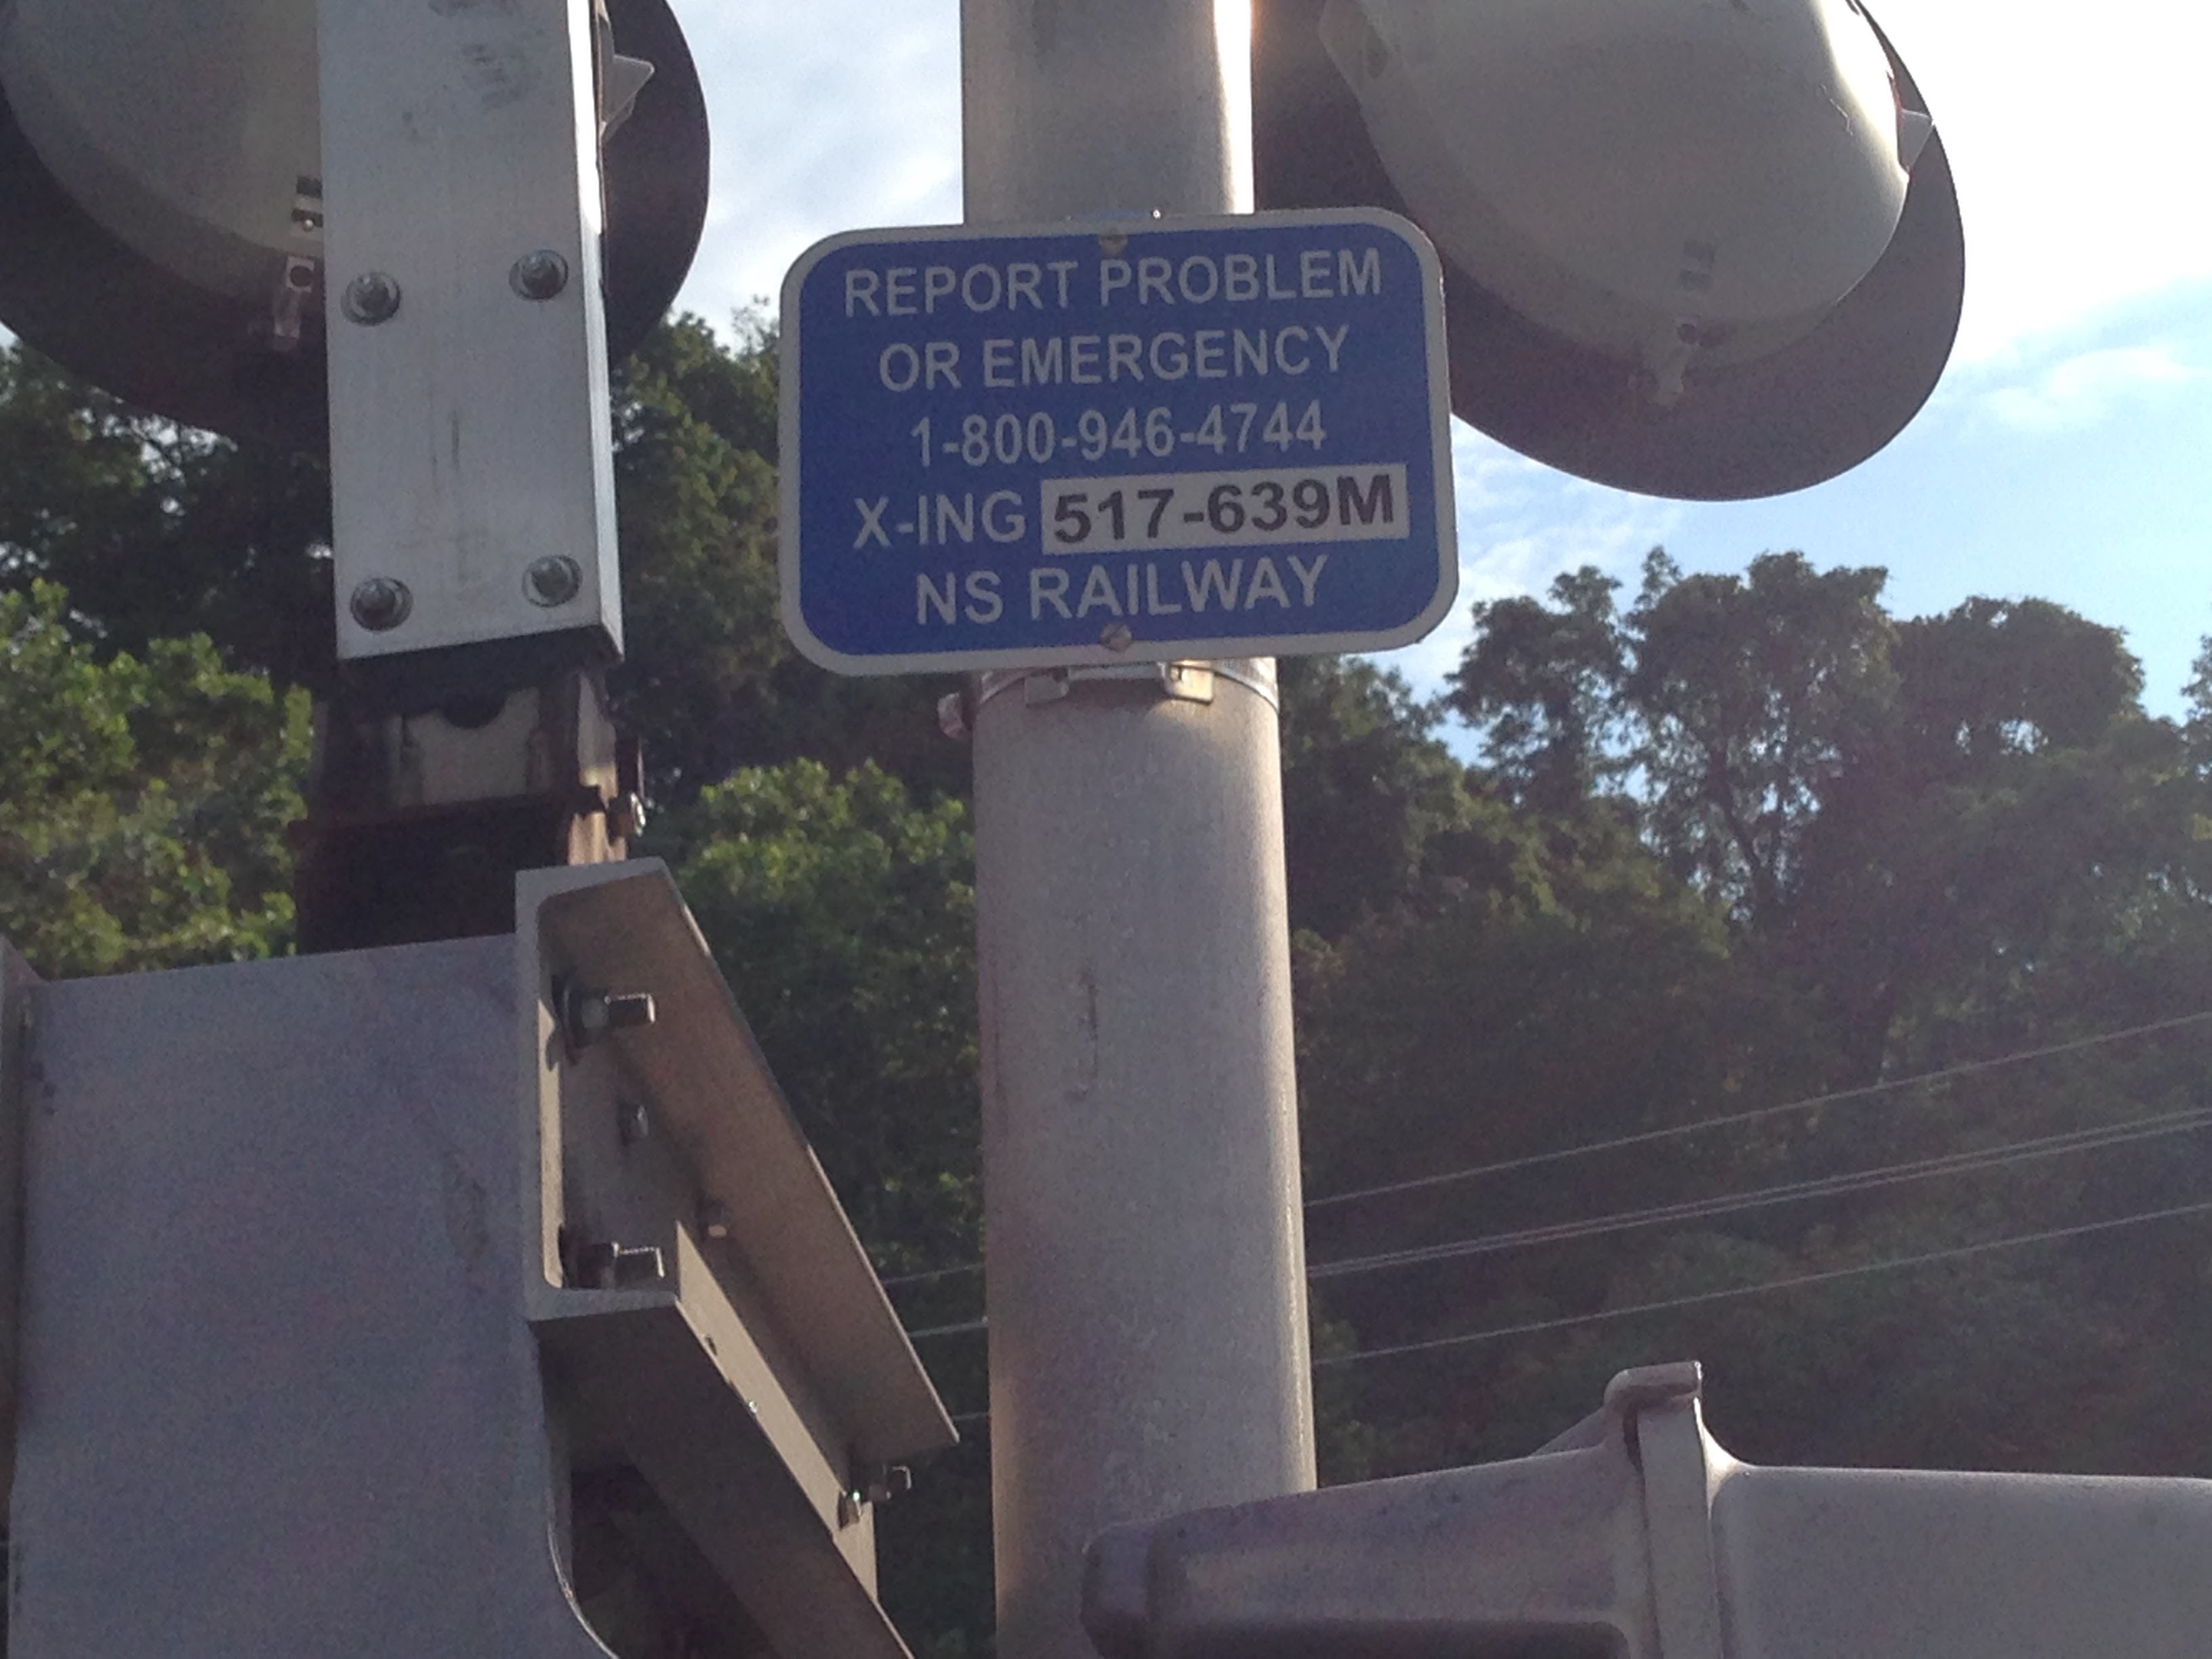 REPORT PROBLEM
OR EMERGENCY
1-800-946-4744
X-ING 517-639M
NS RAILWAY